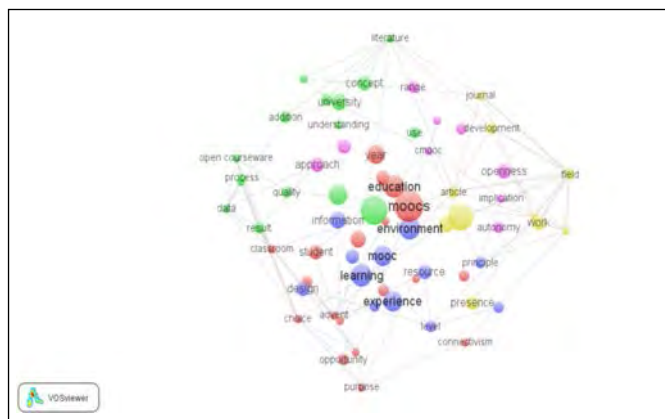 literature
concept
range
journal
university
addition
understanding
use
development
cmooc
year
open courseware
approach
openness
field
process
education
article
implication
data
quality
moocs
information
environment
autonomy
work
result
classroom
student
mooc
principle
learning
resource
design
experience
presence
choice
advent
level
connectivism
opportunity
purpose
VOSviewer